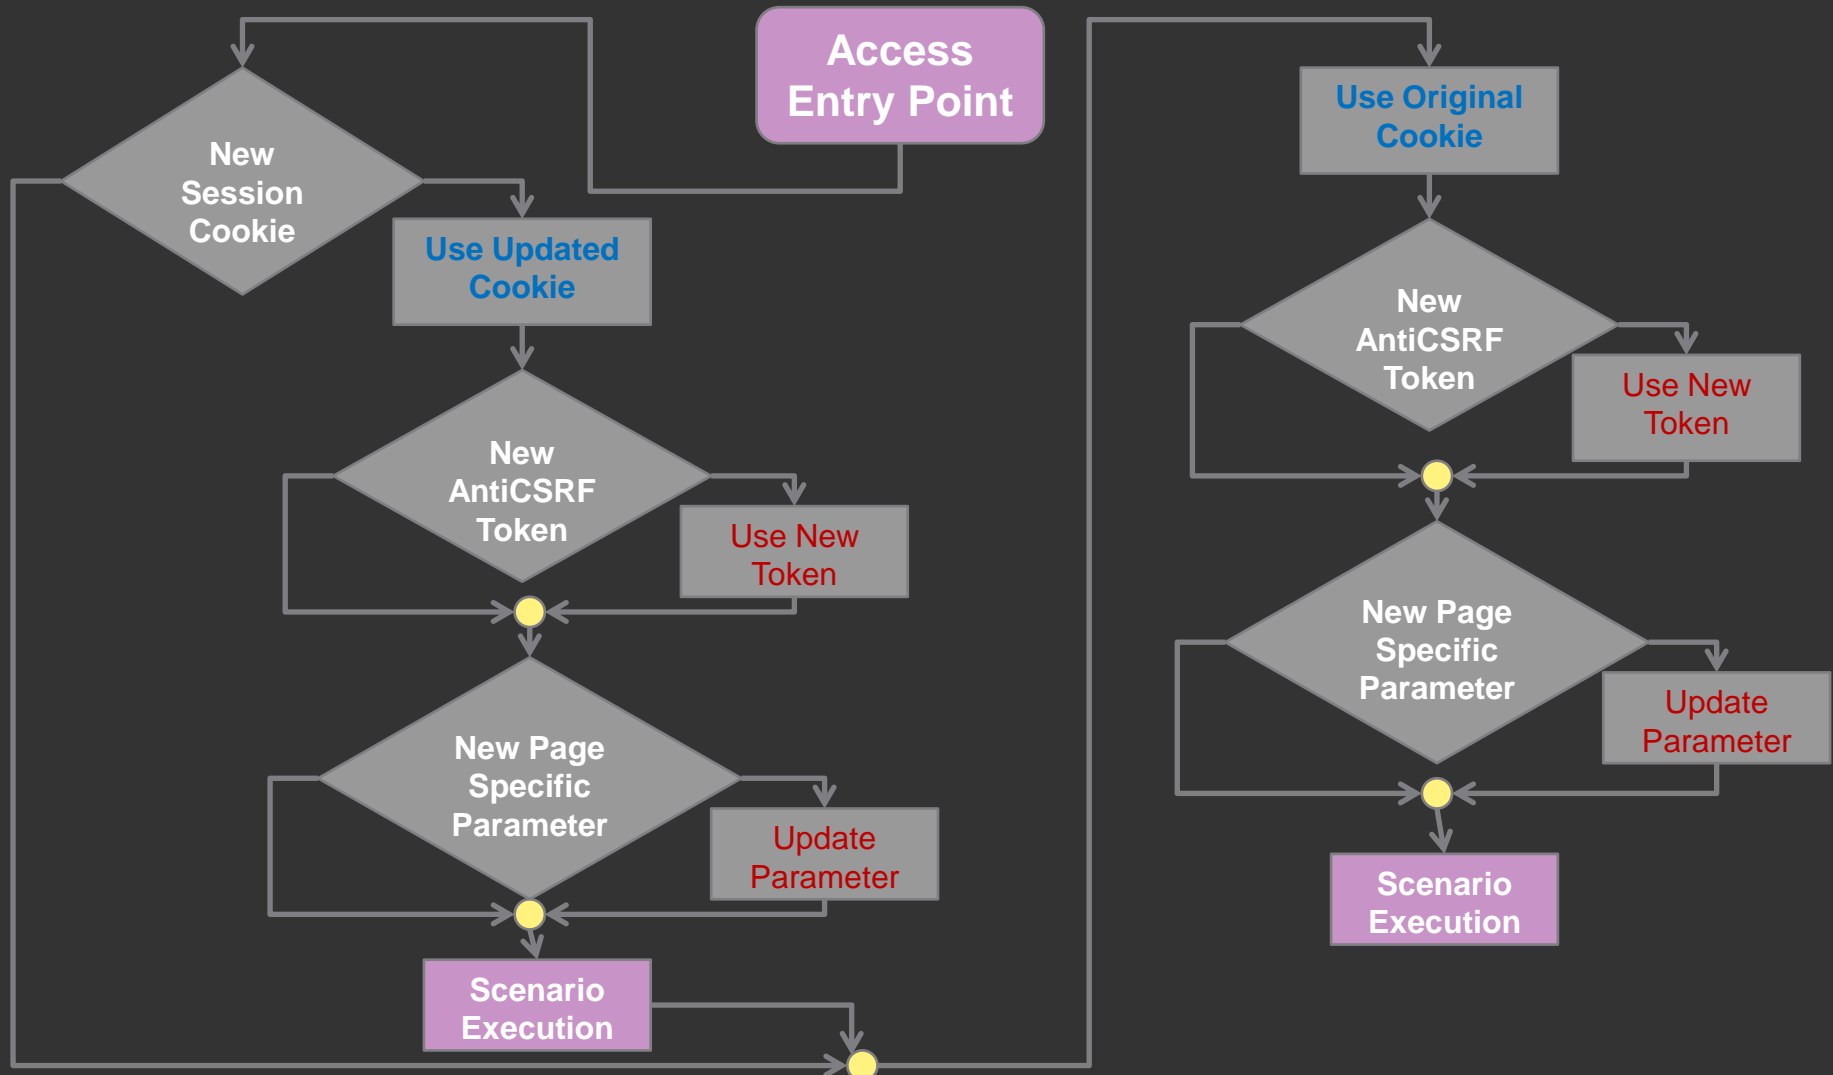 Access
Entry Point
New
Session
Cookie
Use Updated
Cookie
New
AntiCSRF
Token
Use New
Token
New Page
Specific
Parameter
Update
Parameter
Scenario
Execution
Use Original
Cookie
New
AntiCSRF
Token
Use New
Token
New Page
Specific
Parameter
Update
Parameter
Scenario
Execution